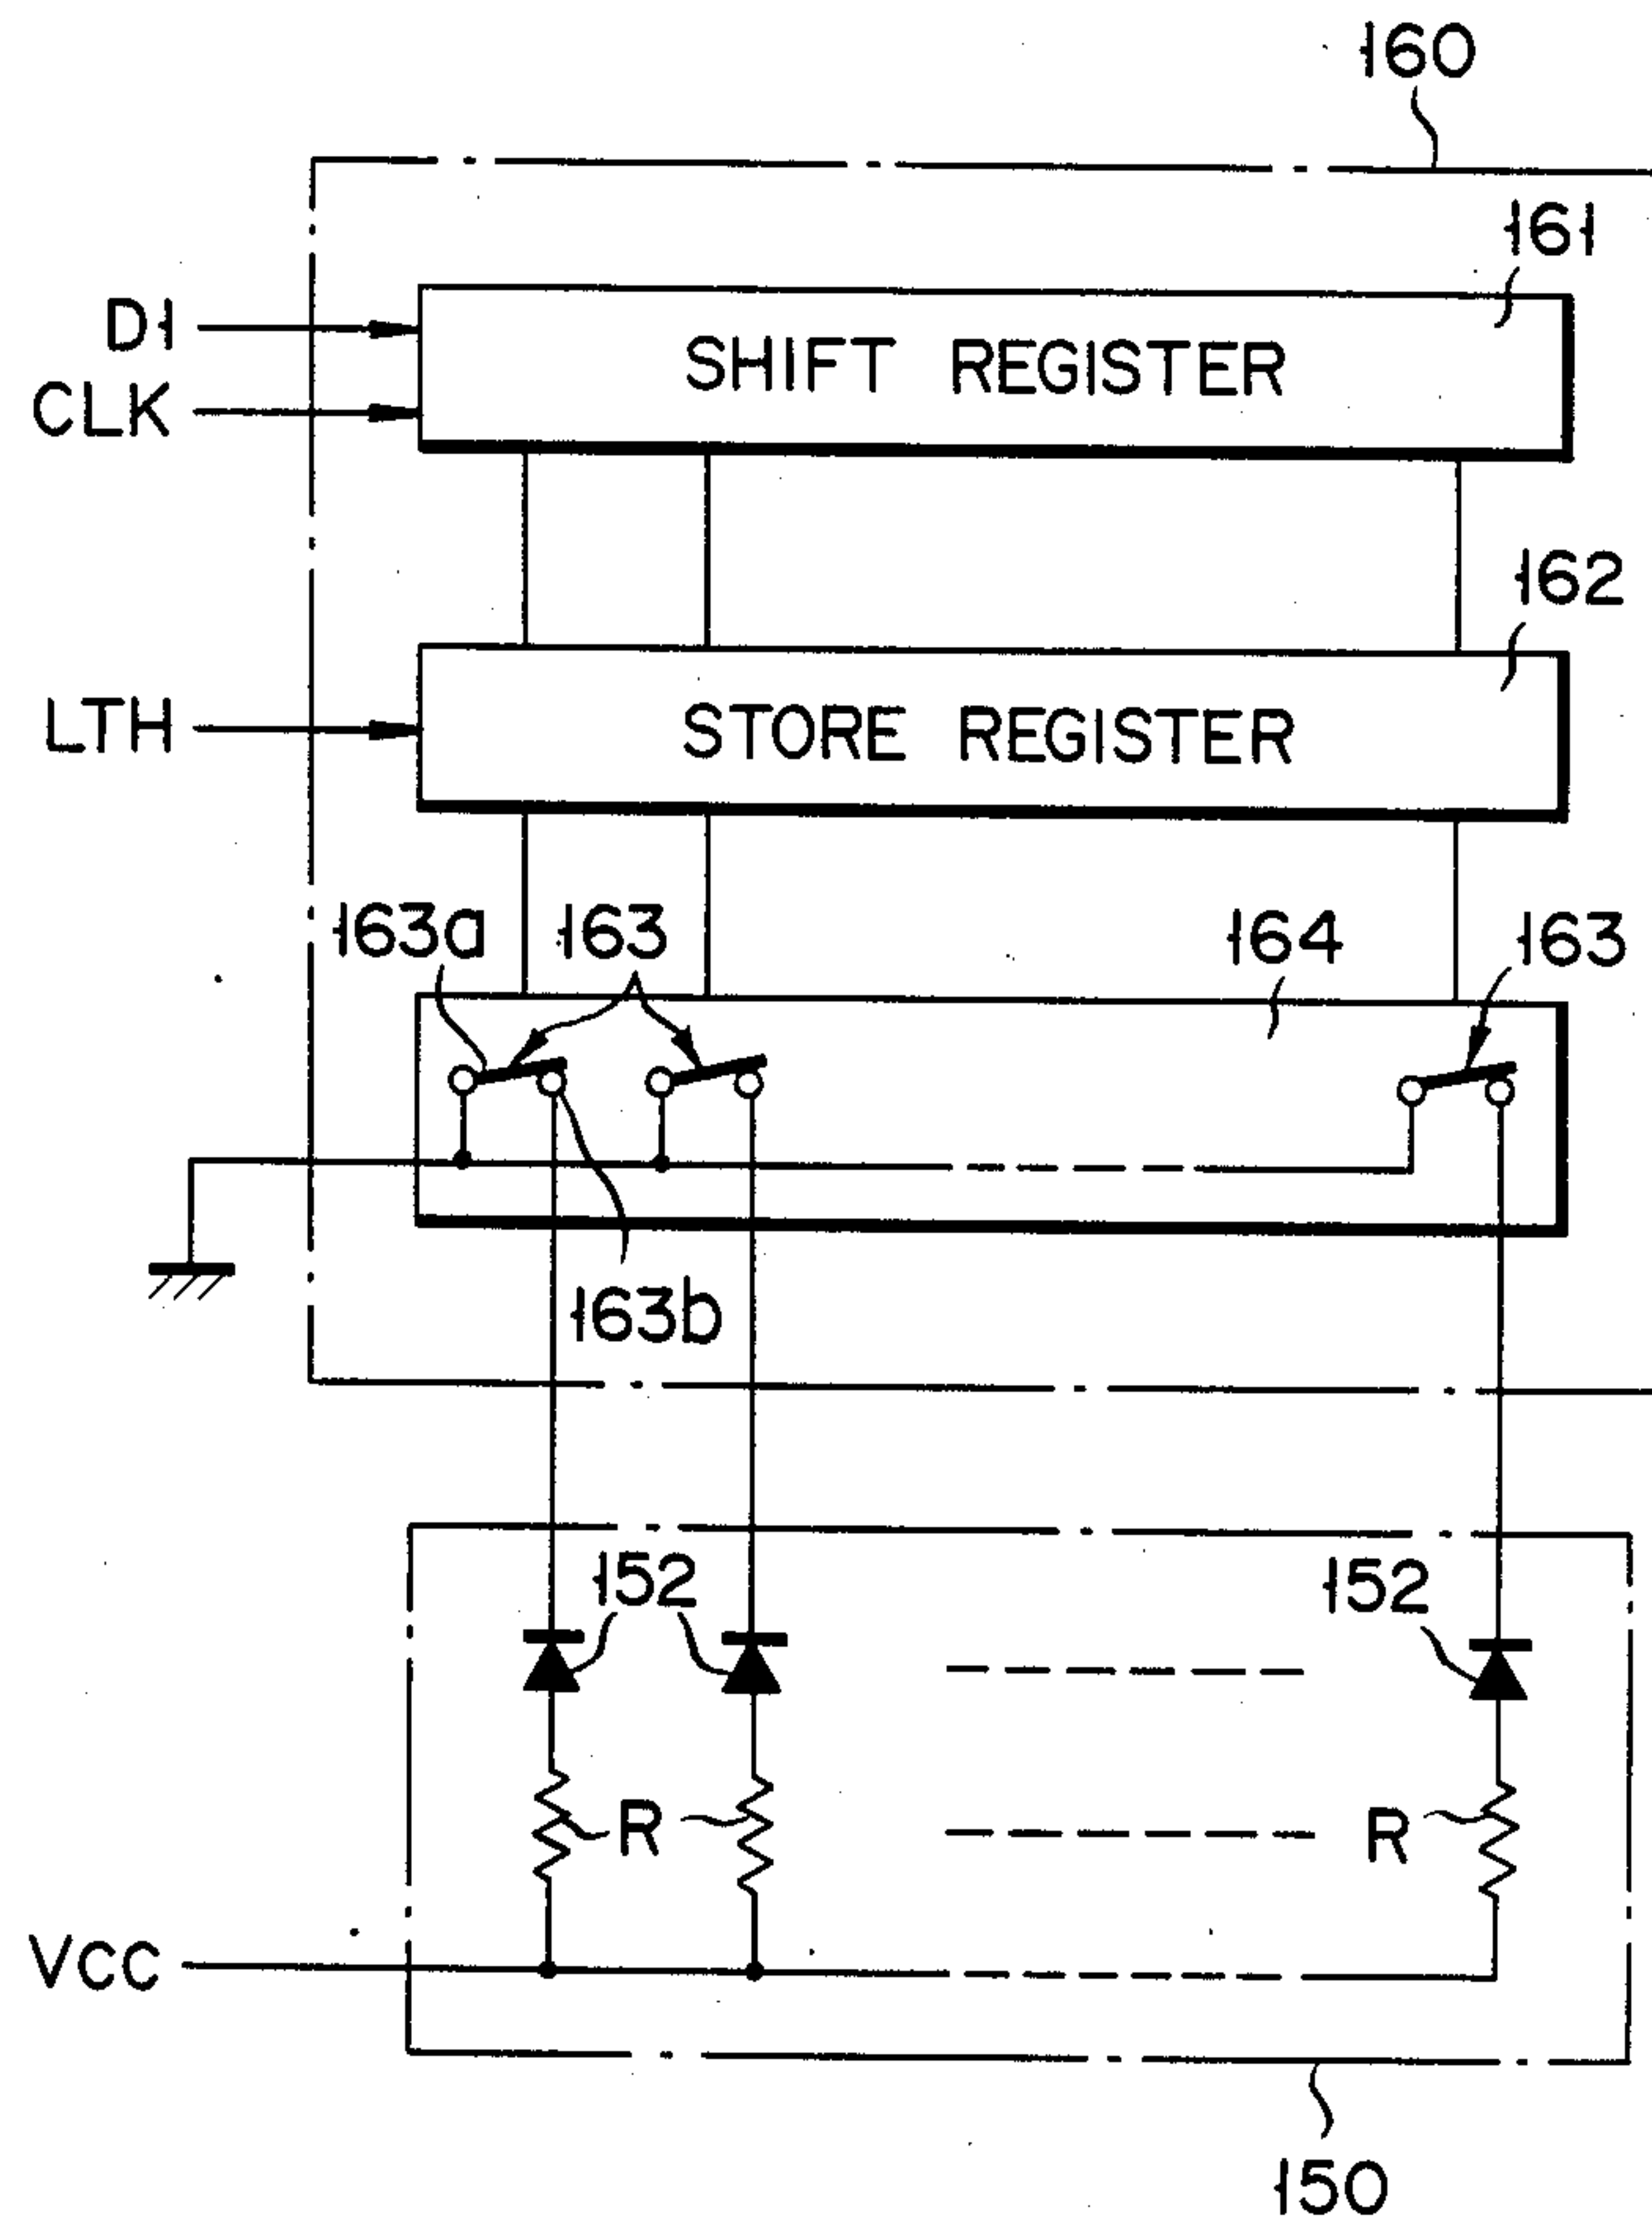 160
161
D1
SHIFT REGISTER
CLK
162
LTH
STORE REGISTER
163a
163
164
163
163b
152
152
R
R
VCC
150